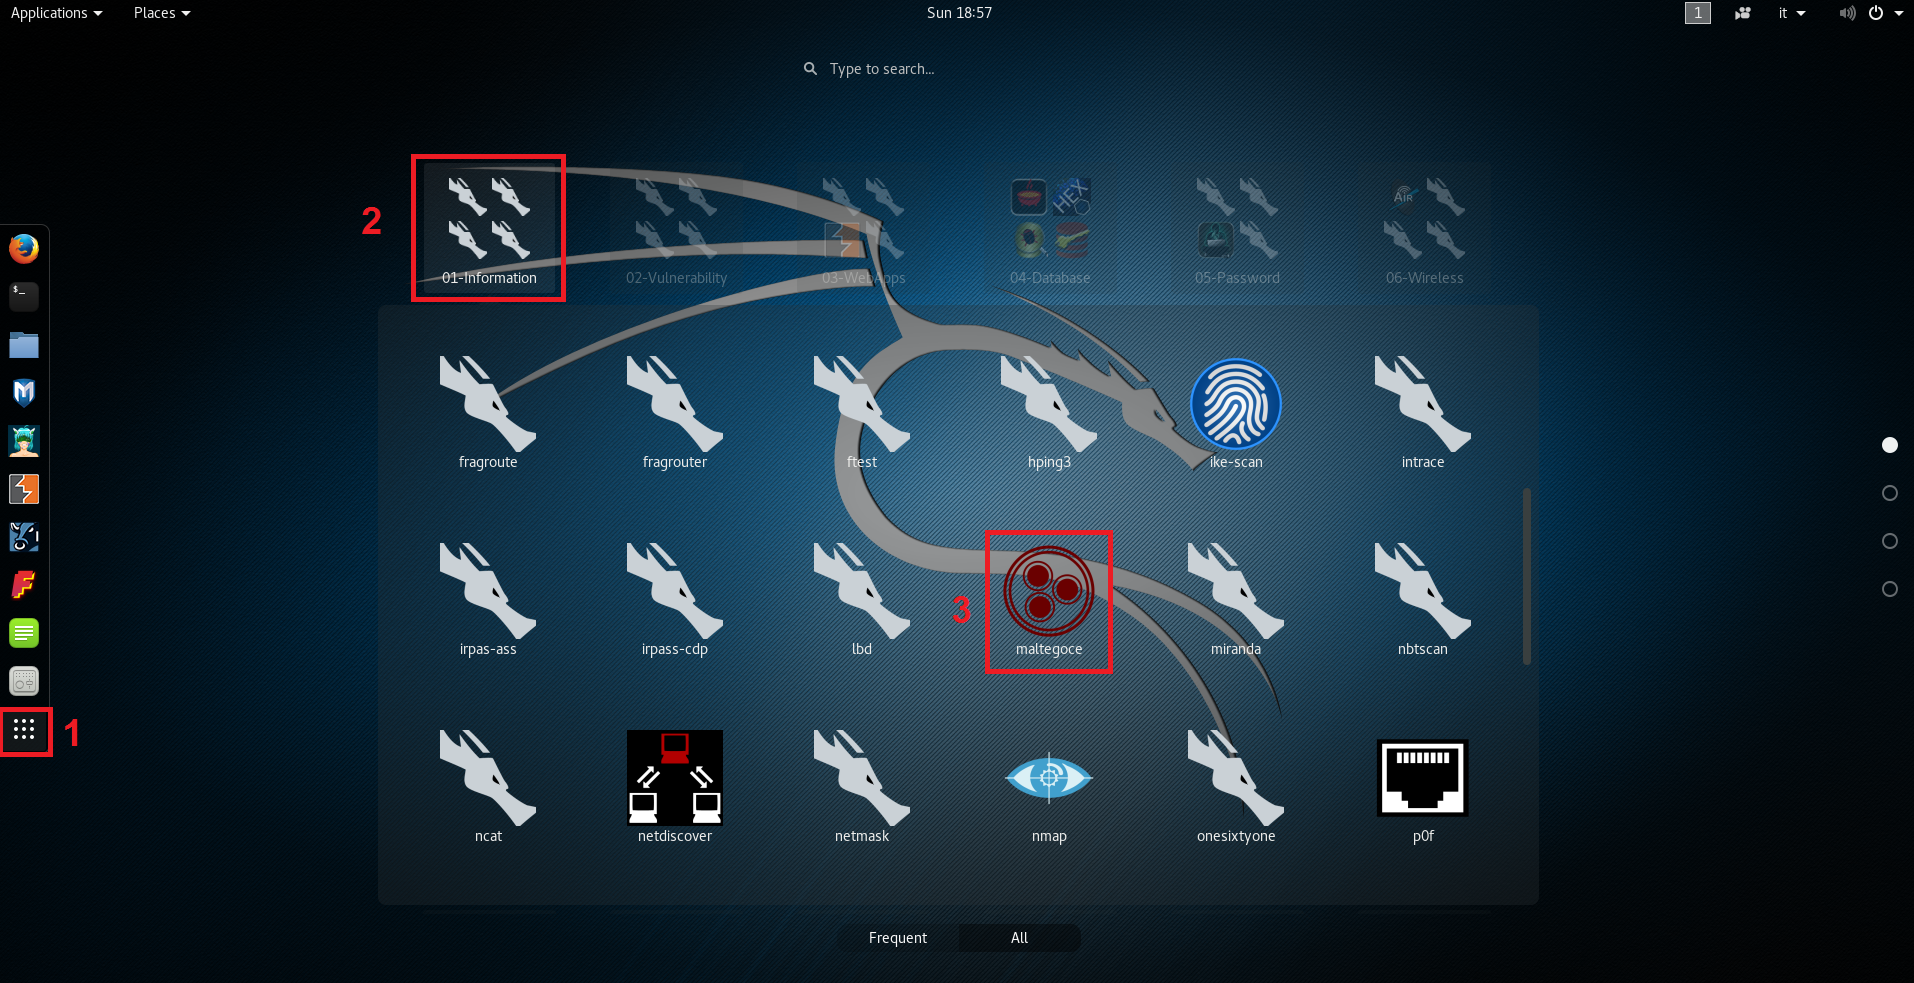 Applications Places Sun 18:57 1 it
Type to search...
2
01-Information 02-Vulnerability 03-WebApps 04-Database 05-Password 06-Wireless
fragroute fragrouter ftest hping3 ike-scan intrace
3
irpas-ass irpass-cdp lbd maltegoce miranda nbtscan
1
ncat netdiscover netmask nmap onesixtyone p0f
Frequent All